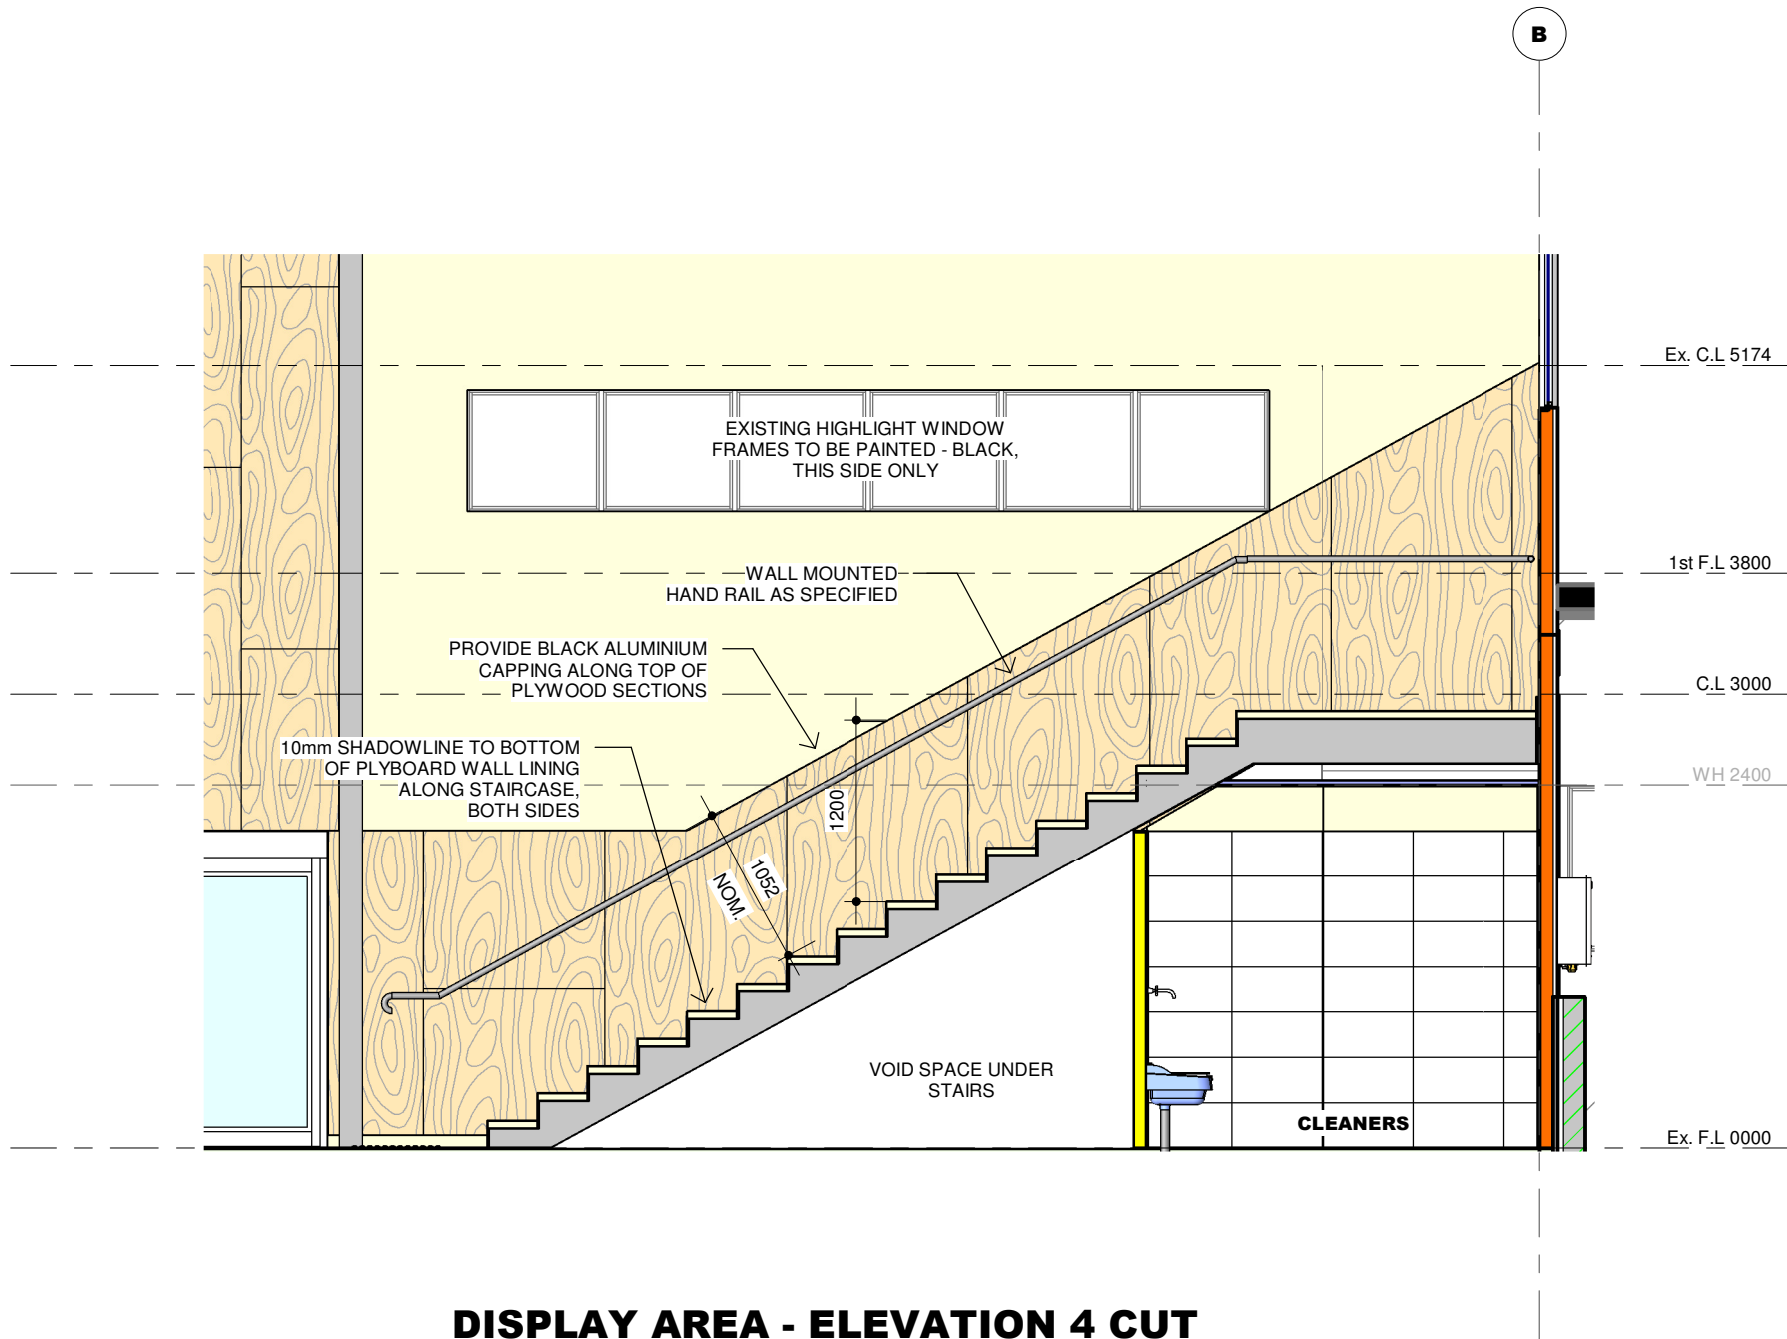 B
Ex. C.L 5174
EXISTING HIGHLIGHT WINDOW
FRAMES TO BE PAINTED - BLACK,
THIS SIDE ONLY
1st F.L 3800
WALL MOUNTED
HAND RAIL AS SPECIFIED
PROVIDE BLACK ALUMINIUM
CAPPING ALONG TOP OF
PLYWOOD SECTIONS
C.L 3000
10mm SHADOWLINE TO BOTTOM
OF PLYBOARD WALL LINING
ALONG STAIRCASE,
BOTH SIDES
WH 2400
1200
1052
NOM.
VOID SPACE UNDER
STAIRS
CLEANERS
Ex. F.L 0000
DISPLAY AREA - ELEVATION 4 CUT